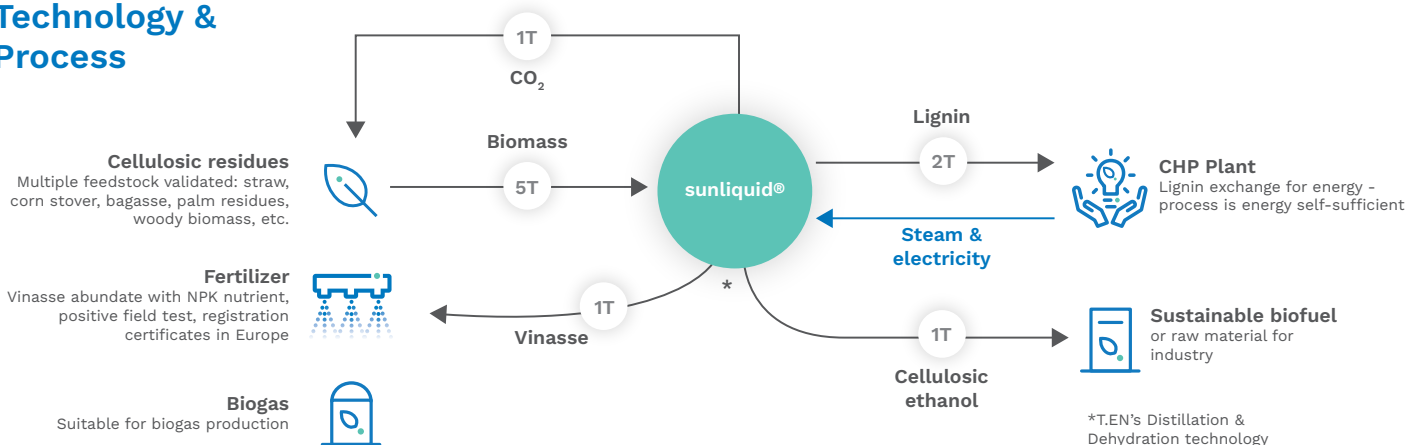 Technology &
Process
1T
CO₂
Cellulosic residues
Multiple feedstock validated: straw,
corn stover, bagasse, palm residues,
woody biomass, etc.
Biomass
5T
sunliquid®
Lignin
2T
CHP Plant
Lignin exchange for energy -
process is energy self-sufficient
Steam &
electricity
Fertilizer
Vinasse abundate with NPK nutrient,
positive field test, registration
certificates in Europe
1T
Vinasse
*
1T
Cellulosic
ethanol
Sustainable biofuel
or raw material for
industry
Biogas
Suitable for biogas production
*T.EN's Distillation &
Dehydration technology